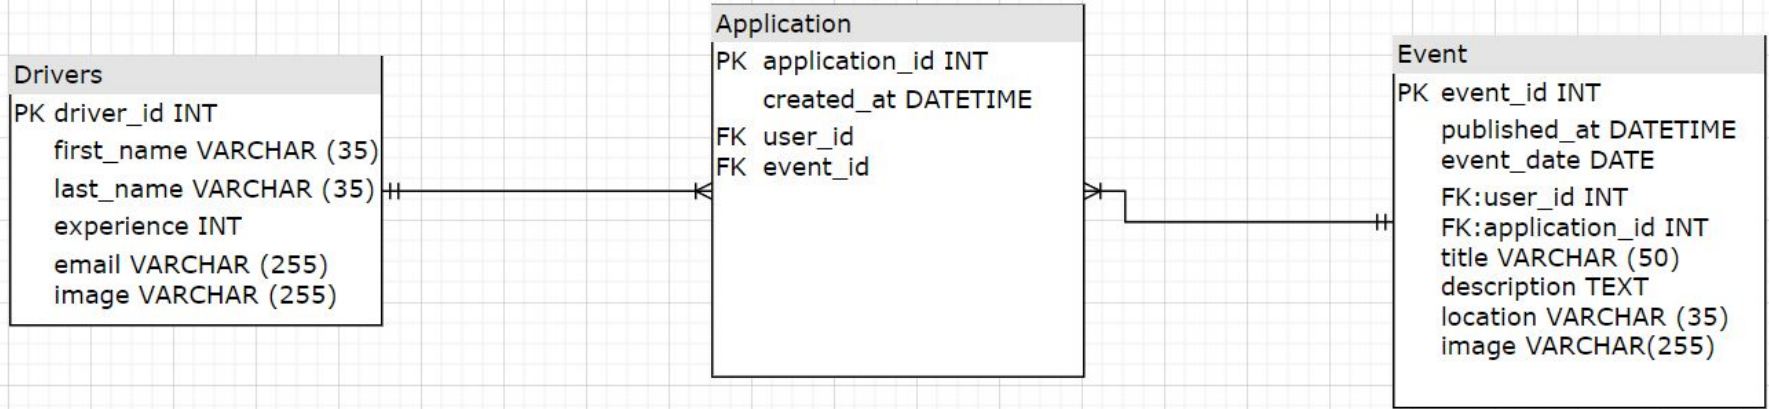 Drivers
PK driver_id INT
first_name VARCHAR (35)
last_name VARCHAR (35)
experience INT
email VARCHAR (255)
image VARCHAR (255)
Application
PK application_id INT
created_at DATETIME
FK user_id
FK event_id
Event
PK event_id INT
published_at DATETIME
event_date DATE
FK:user_id INT
FK:application_id INT
title VARCHAR (50)
description TEXT
location VARCHAR (35)
image VARCHAR(255)